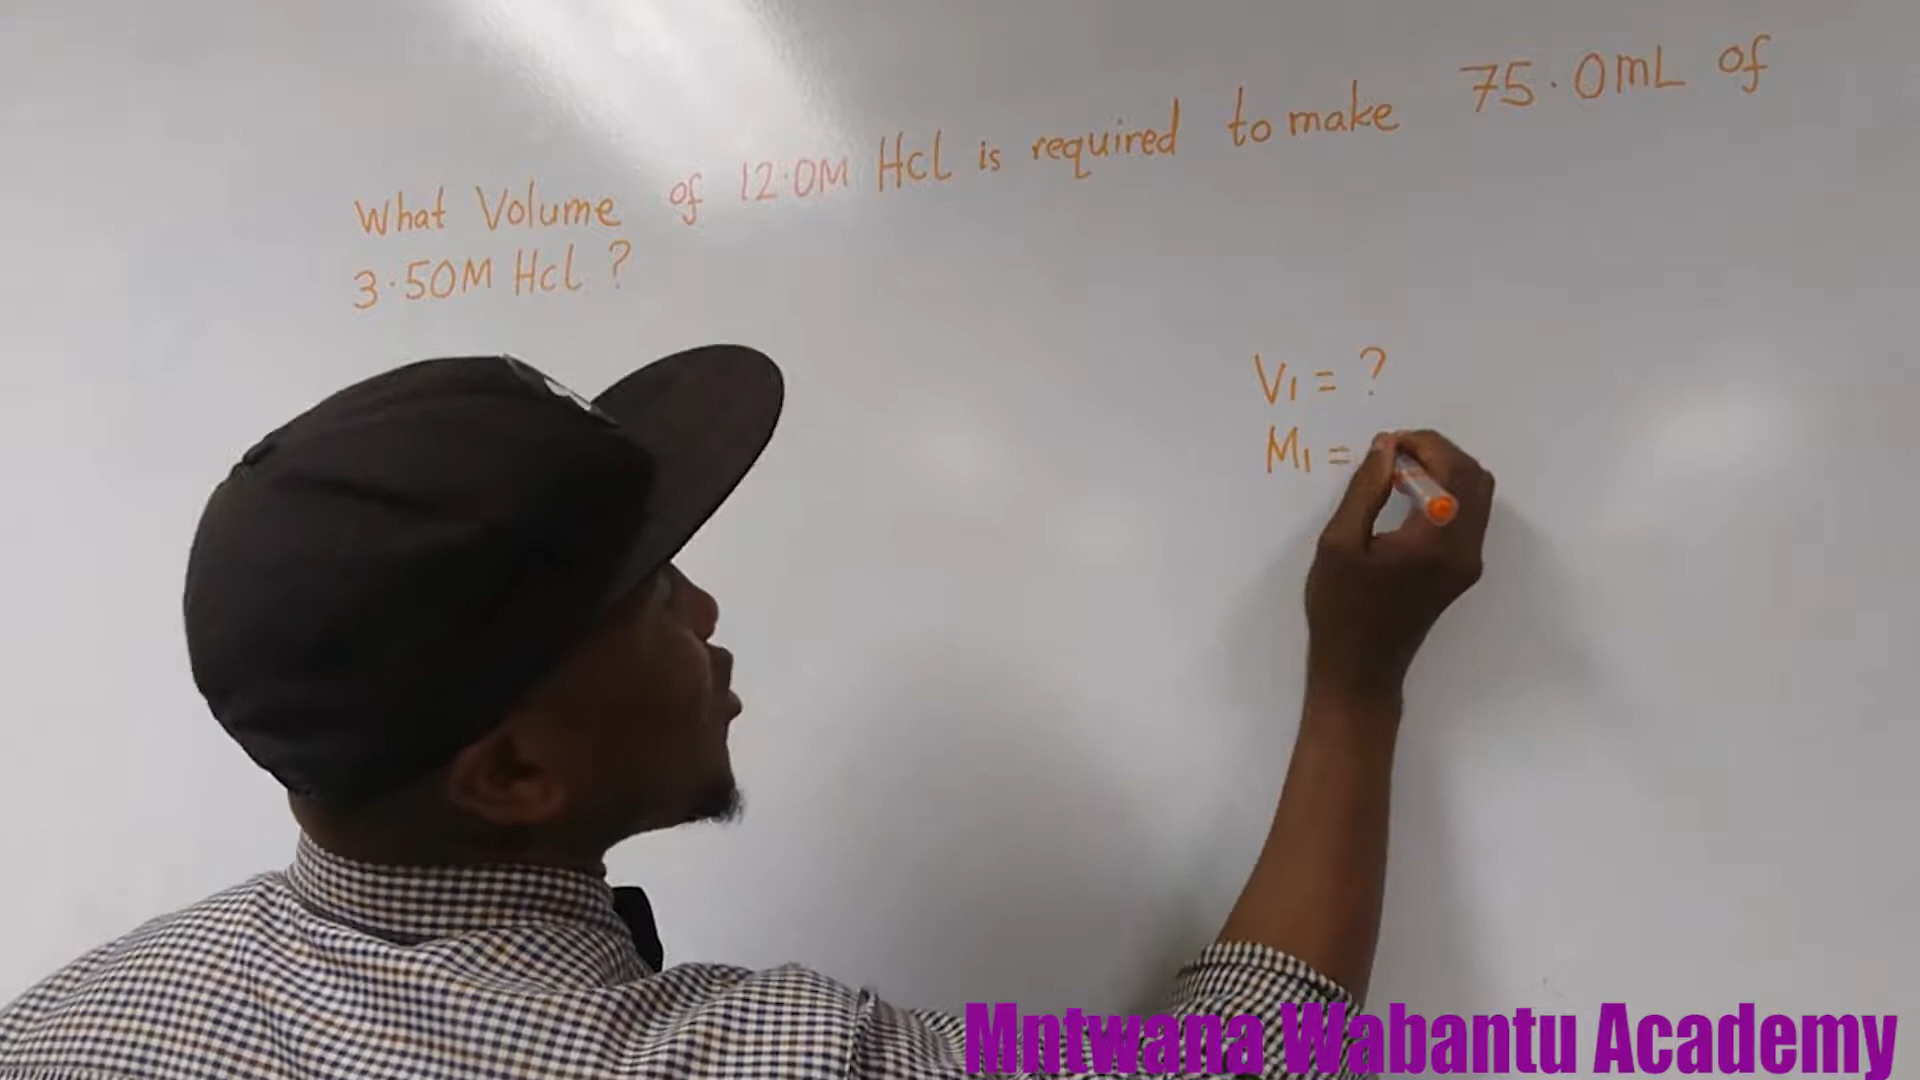 What Volume of 12.0M Hcl is required to make 75.0mL of
3.50M Hcl ?
V1 = ?
M1 =
Mntwana Wabantu Academy